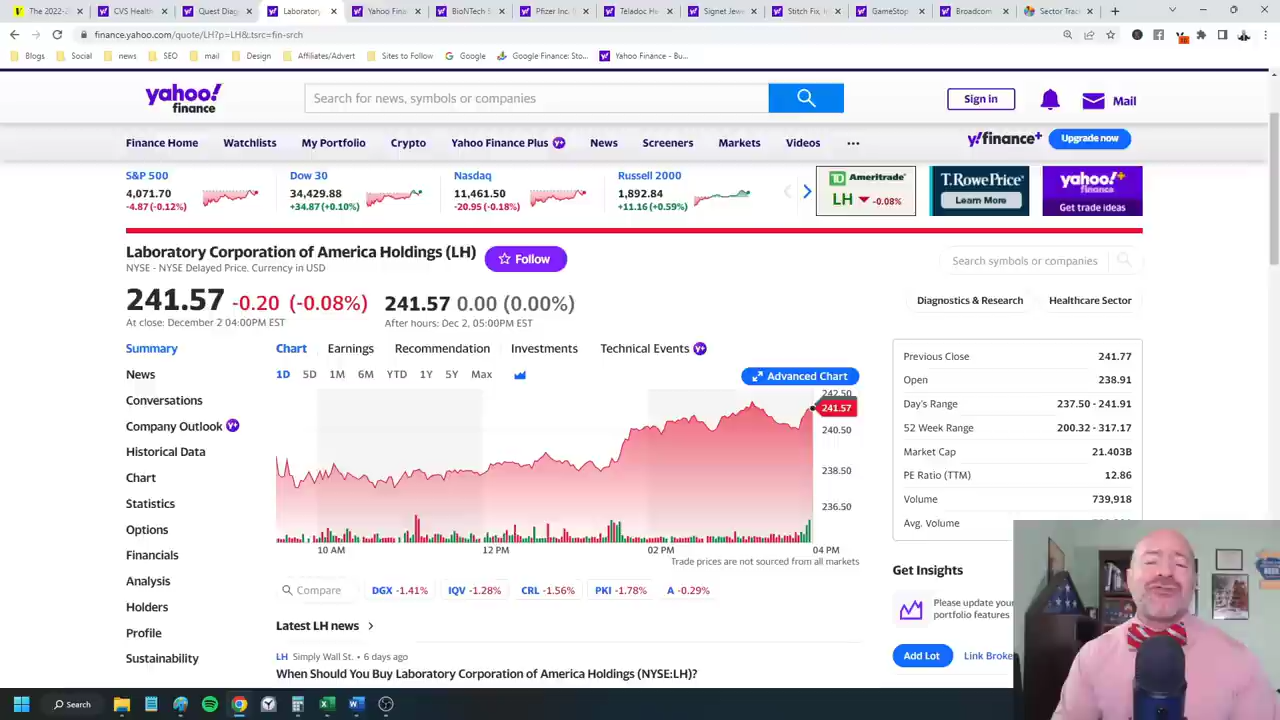 The 2022-2
CVS Health
Quest Diag
Laboratory
Yahoo Fina
BioNTech S
Pfizer Inc.
Teladoc He
Signet Jewe
Stitch Fix, I
GameStop
Broadcom
Sector Trac
finance.yahoo.com/quote/LH?p=LH&.tsrc=fin-srch
Blogs
Social
news
SEO
mail
Design
Affiliates/Advert
Sites to Follow
Google
Google Finance: Sto...
Yahoo Finance - Bu...
yahoo!
finance
Search for news, symbols or companies
Sign in
Mail
Finance Home
Watchlists
My Portfolio
Crypto
Yahoo Finance Plus
News
Screeners
Markets
Videos
...
y!finance+
Upgrade now
S&P 500
4,071.70
-4.87 (-0.12%)
Dow 30
34,429.88
+34.87 (+0.10%)
Nasdaq
11,461.50
-20.95 (-0.18%)
Russell 2000
1,892.84
+11.16 (+0.59%)
TD Ameritrade
LH -0.08%
T.RowePrice
Learn More
yahoo!+
finance
Get trade ideas
Laboratory Corporation of America Holdings (LH)
Follow
NYSE - NYSE Delayed Price. Currency in USD
Search symbols or companies
241.57 -0.20 (-0.08%)
At close: December 2 04:00PM EST
241.57 0.00 (0.00%)
After hours: Dec 2, 05:00PM EST
Diagnostics & Research
Healthcare Sector
Summary
News
Conversations
Company Outlook
Historical Data
Chart
Statistics
Options
Financials
Analysis
Holders
Profile
Sustainability
Chart
Earnings
Recommendation
Investments
Technical Events
1D
5D
1M
6M
YTD
1Y
5Y
Max
Advanced Chart
242.50
241.57
240.50
238.50
236.50
10 AM
12 PM
02 PM
04 PM
Trade prices are not sourced from all markets
Compare
DGX -1.41%
IQV -1.28%
CRL -1.56%
PKI -1.78%
A -0.29%
Latest LH news
LH Simply Wall St. • 6 days ago
When Should You Buy Laboratory Corporation of America Holdings (NYSE:LH)?
Previous Close 241.77
Open 238.91
Day's Range 237.50 - 241.91
52 Week Range 200.32 - 317.17
Market Cap 21.403B
PE Ratio (TTM) 12.86
Volume 739,918
Avg. Volume
Get Insights
Please update your
portfolio features
Add Lot
Link Broke
Search